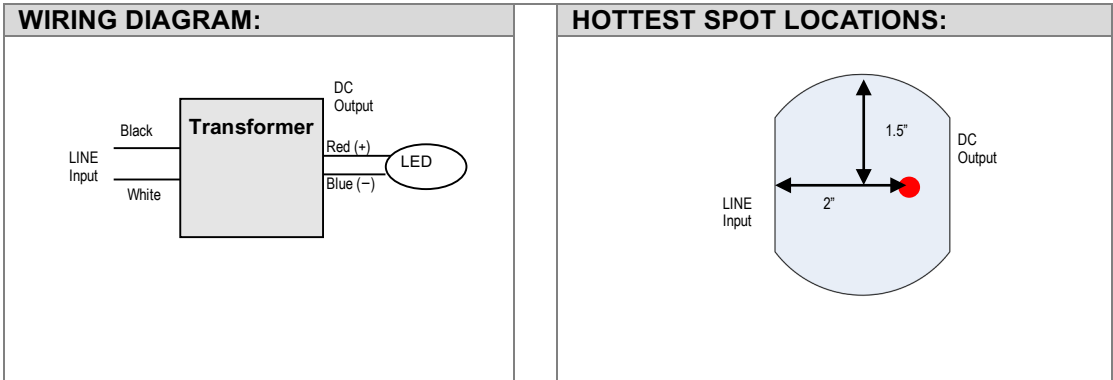 WIRING DIAGRAM:
DC
Output
Transformer
Black
LINE
Input
White
Red (+)
Blue (−)
LED
HOTTEST SPOT LOCATIONS:
1.5”
DC
Output
2”
LINE
Input